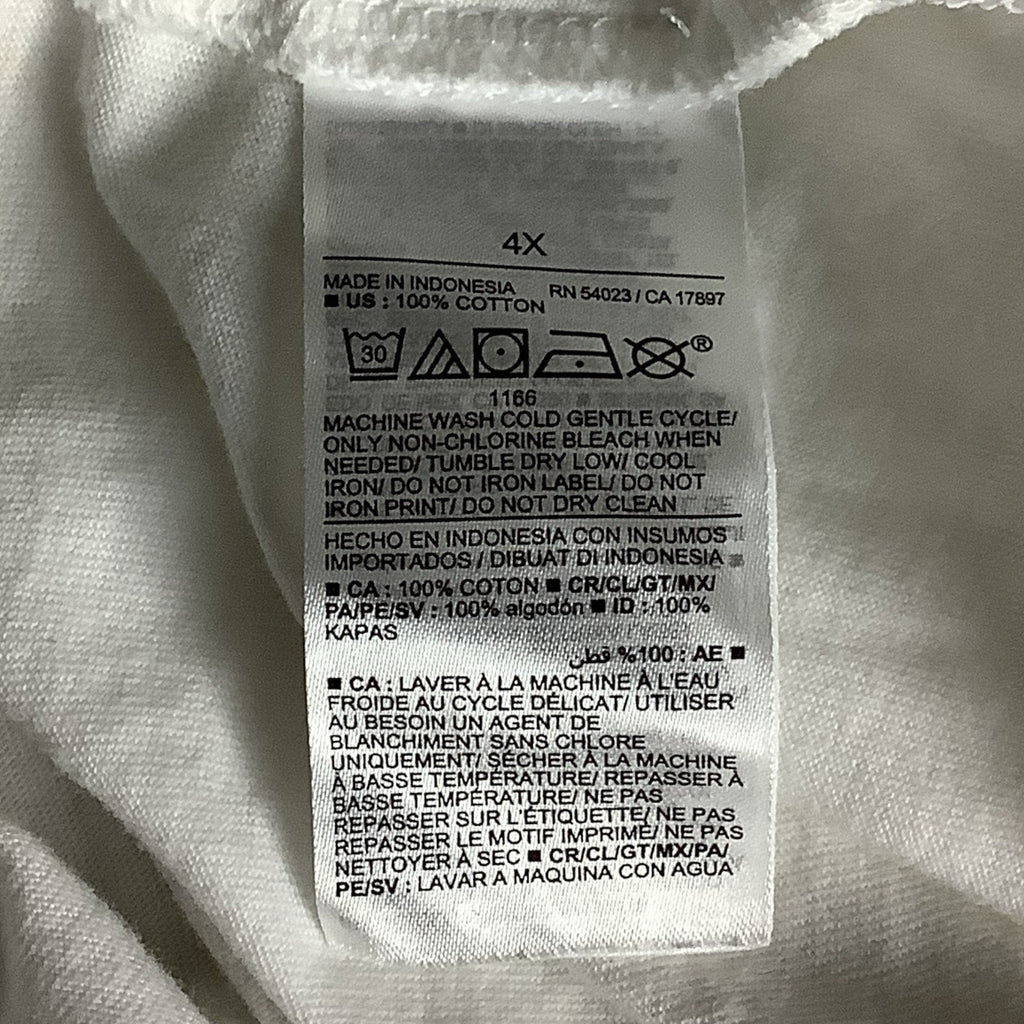 4X
MADE IN INDONESIA RN 54023 / CA 17897
■ US : 100% COTTON
30 ®
1166
MACHINE WASH COLD GENTLE CYCLE/
ONLY NON-CHLORINE BLEACH WHEN
NEEDED/ TUMBLE DRY LOW/ COOL
IRON/ DO NOT IRON LABEL/ DO NOT
IRON PRINT/ DO NOT DRY CLEAN
HECHO EN INDONESIA CON INSUMOS
IMPORTADOS / DIBUAT DI INDONESIA
■ CA : 100% COTON ■ CR/CL/GT/MX/
PA/PE/SV : 100% algodón ■ ID : 100%
KAPAS
■ AE : 100% قطن
■ CA : LAVER À LA MACHINE À L'EAU
FROIDE AU CYCLE DÉLICAT/ UTILISER
AU BESOIN UN AGENT DE
BLANCHIMENT SANS CHLORE
UNIQUEMENT/ SÉCHER À LA MACHINE
À BASSE TEMPÉRATURE/ REPASSER À
BASSE TEMPÉRATURE/ NE PAS
REPASSER SUR L'ÉTIQUETTE/ NE PAS
REPASSER LE MOTIF IMPRIMÉ/ NE PAS
NETTOYER À SEC ■ CR/CL/GT/MX/PA/
PE/SV : LAVAR A MAQUINA CON AGUA